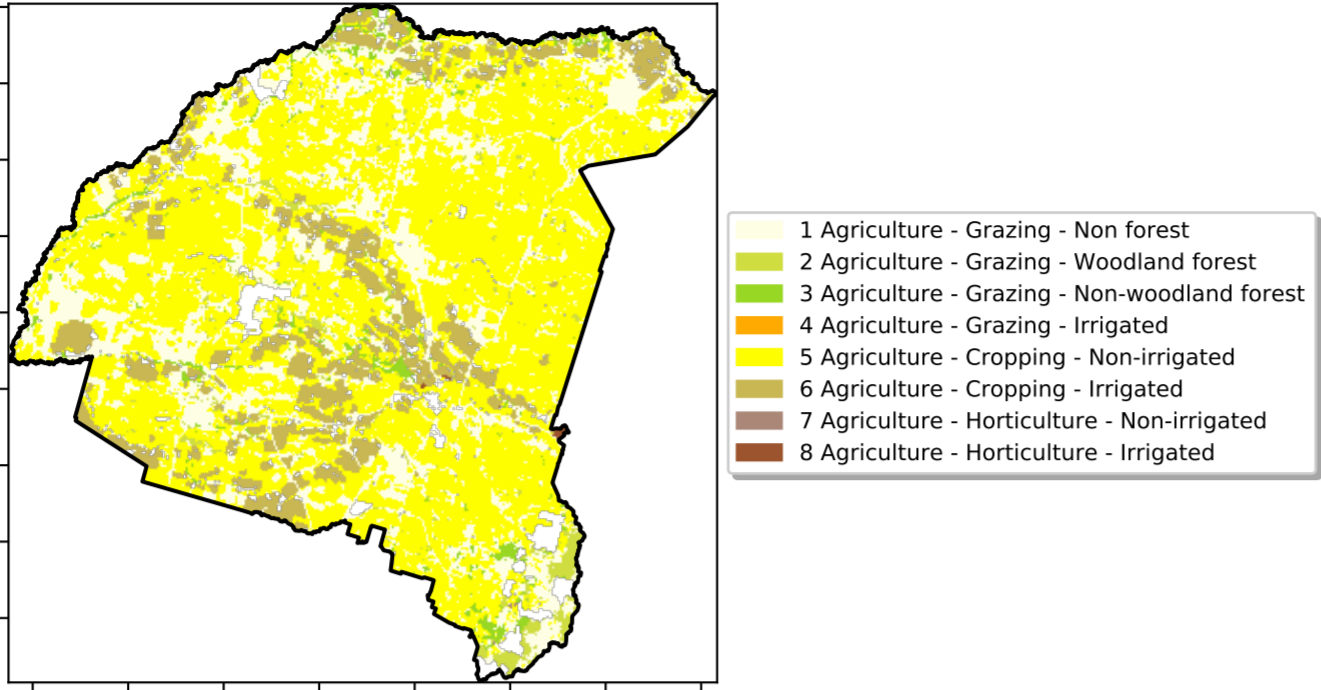 1 Agriculture - Grazing - Non forest
2 Agriculture - Grazing - Woodland forest
3 Agriculture - Grazing - Non-woodland forest
4 Agriculture - Grazing - Irrigated
5 Agriculture - Cropping - Non-irrigated
6 Agriculture - Cropping - Irrigated
7 Agriculture - Horticulture - Non-irrigated
8 Agriculture - Horticulture - Irrigated